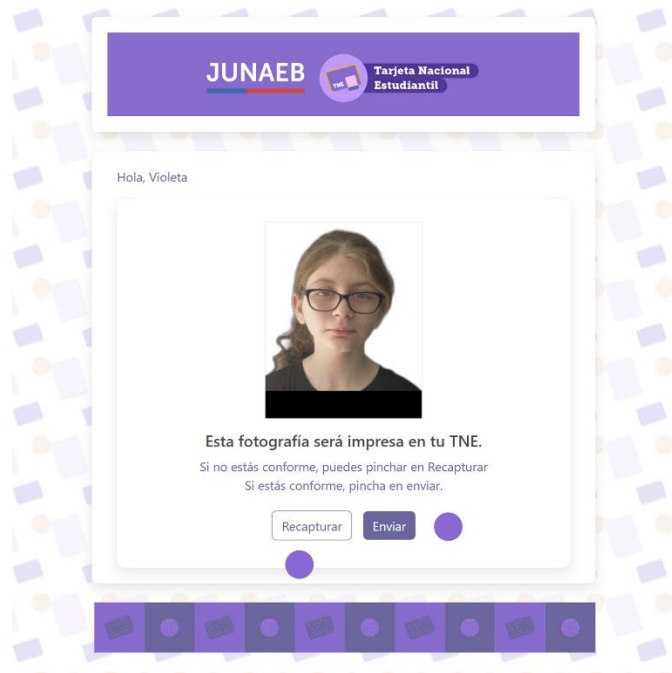 JUNAEB
TNE
Tarjeta Nacional
Estudiantil
Hola, Violeta
Esta fotografía será impresa en tu TNE.
Si no estás conforme, puedes pinchar en Recapturar
Si estás conforme, pincha en enviar.
Recapturar
Enviar